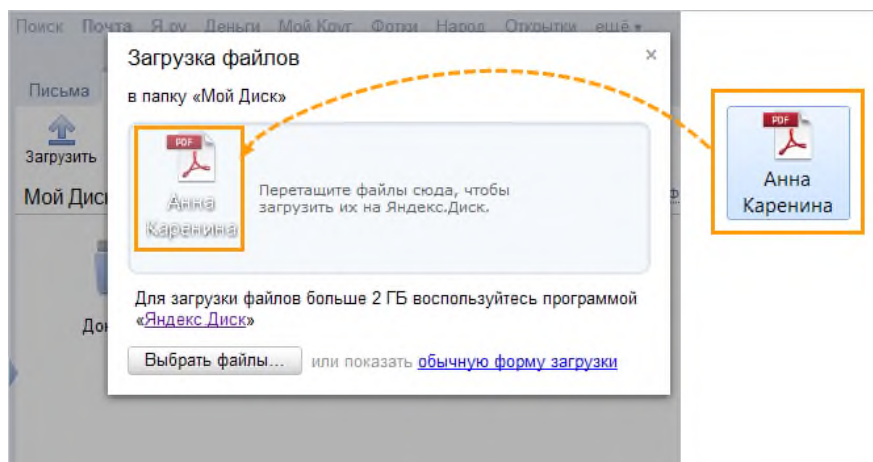 Поиск Почта Я.ру Деньги Мой Круг Фотки Народ Открытки ещё
Загрузка файлов
×
Письма
в папку «Мой Диск»
Загрузить
PDF
Анна
Каренина
Перетащите файлы сюда, чтобы
загрузить их на Яндекс.Диск.
PDF
Анна
Каренина
Мой Диск
Для загрузки файлов больше 2 ГБ воспользуйтесь программой
«Яндекс.Диск»
Выбрать файлы... или показать обычную форму загрузки